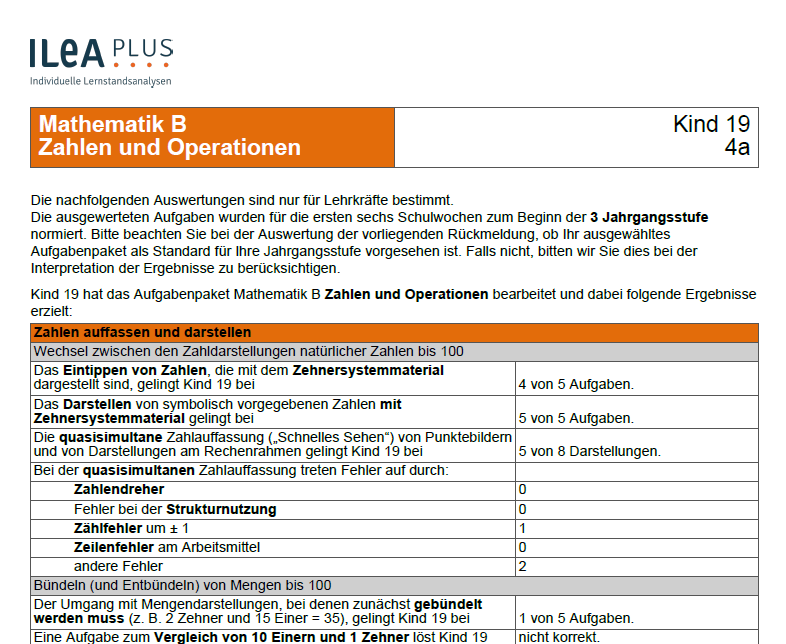 ILeA PLUS
Individuelle Lernstandsanalysen
Mathematik B
Zahlen und Operationen
Kind 19
4a
Die nachfolgenden Auswertungen sind nur für Lehrkräfte bestimmt.
Die ausgewerteten Aufgaben wurden für die ersten sechs Schulwochen zum Beginn der 3 Jahrgangsstufe
normiert. Bitte beachten Sie bei der Auswertung der vorliegenden Rückmeldung, ob Ihr ausgewähltes
Aufgabenpaket als Standard für Ihre Jahrgangsstufe vorgesehen ist. Falls nicht, bitten wir Sie dies bei der
Interpretation der Ergebnisse zu berücksichtigen.
Kind 19 hat das Aufgabenpaket Mathematik B Zahlen und Operationen bearbeitet und dabei folgende Ergebnisse
erzielt:
Zahlen auffassen und darstellen
Wechsel zwischen den Zahldarstellungen natürlicher Zahlen bis 100
Das Eintippen von Zahlen, die mit dem Zehnersystemmaterial
dargestellt sind, gelingt Kind 19 bei 4 von 5 Aufgaben.
Das Darstellen von symbolisch vorgegebenen Zahlen mit
Zehnersystemmaterial gelingt bei 5 von 5 Aufgaben.
Die quasisimultane Zahlauffassung („Schnelles Sehen“) von Punktebildern
und von Darstellungen am Rechenrahmen gelingt Kind 19 bei 5 von 8 Darstellungen.
Bei der quasisimultanen Zahlauffassung treten Fehler auf durch:
Zahlendreher 0
Fehler bei der Strukturnutzung 0
Zählfehler um ± 1 1
Zeilenfehler am Arbeitsmittel 0
andere Fehler 2
Bündeln (und Entbündeln) von Mengen bis 100
Der Umgang mit Mengendarstellungen, bei denen zunächst gebündelt
werden muss (z. B. 2 Zehner und 15 Einer = 35), gelingt Kind 19 bei 1 von 5 Aufgaben.
Eine Aufgabe zum Vergleich von 10 Einern und 1 Zehner löst Kind 19 nicht korrekt.